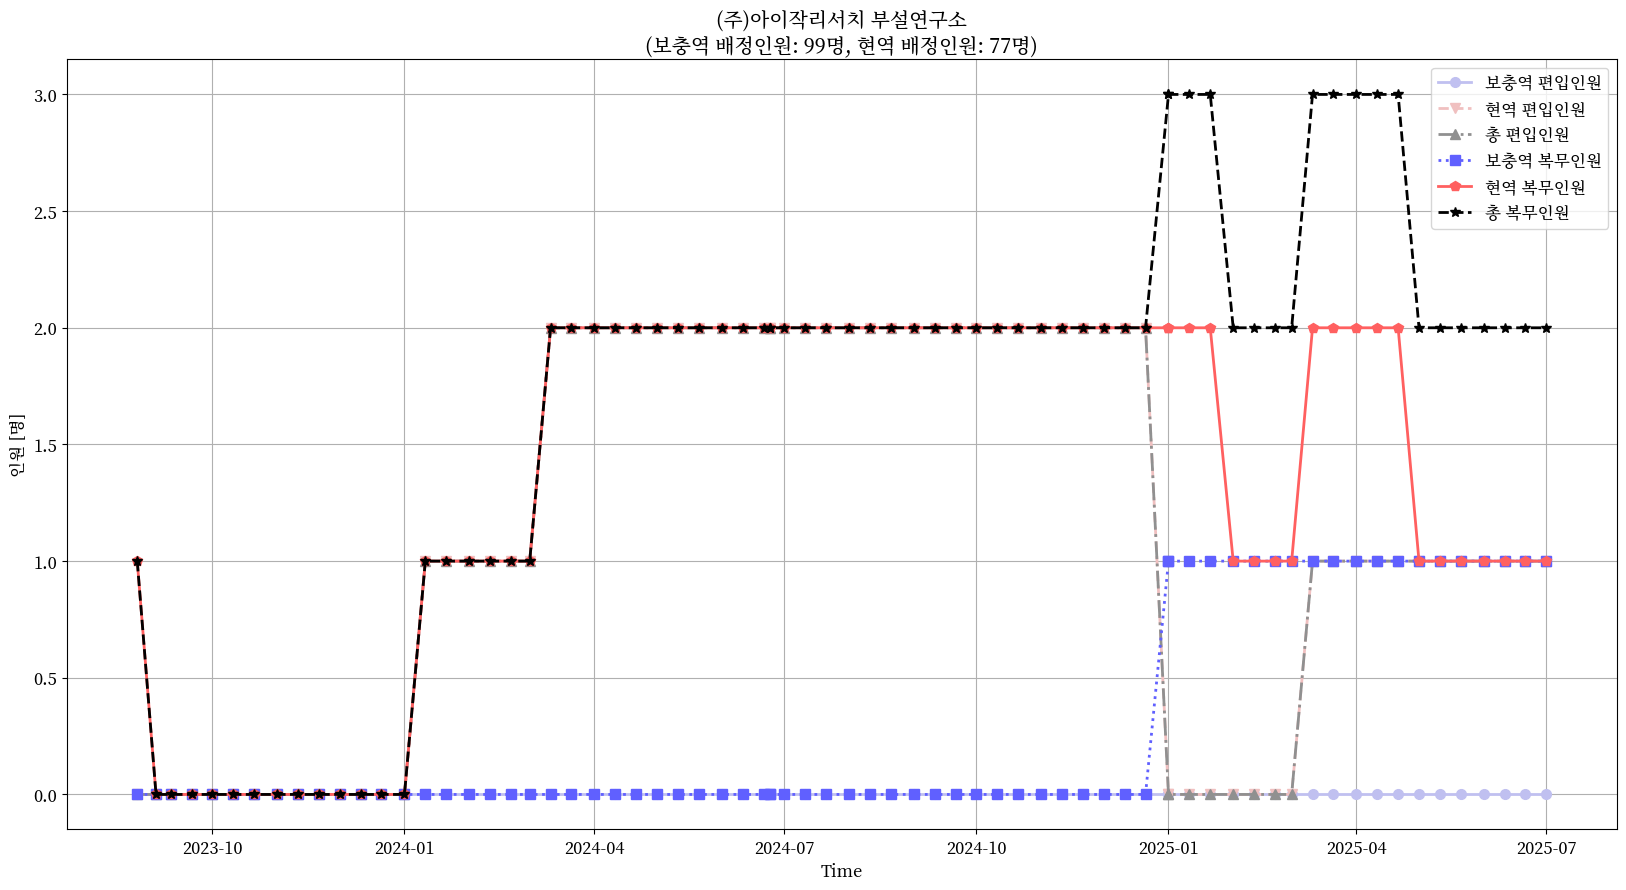 (주)아이작리서치 부설연구소
(보충역 배정인원: 99명, 현역 배정인원: 77명)
3.0
2.5
2.0
1.5
1.0
0.5
0.0
인원 [명]
보충역 편입인원
현역 편입인원
총 편입인원
보충역 복무인원
현역 복무인원
총 복무인원
2023-10
2024-01
2024-04
2024-07
2024-10
2025-01
2025-04
2025-07
Time